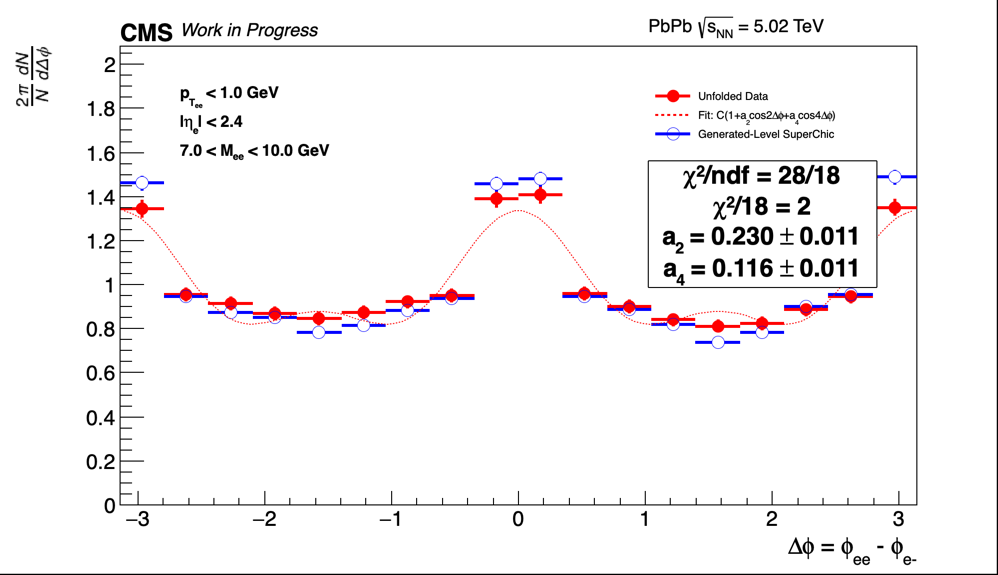 CMS Work in Progress
PbPb √sNN = 5.02 TeV
2π dN
N dΔϕ
pTee < 1.0 GeV
|ηe| < 2.4
7.0 < Mee < 10.0 GeV
Unfolded Data
Fit: C(1+a2cos2Δϕ+a4cos4Δϕ)
Generated-Level SuperChic
χ²/ndf = 28/18
χ²/18 = 2
a2 = 0.230 ± 0.011
a4 = 0.116 ± 0.011
2
1.8
1.6
1.4
1.2
1
0.8
0.6
0.4
0.2
0
−3 −2 −1 0 1 2 3
Δϕ = ϕee - ϕe-